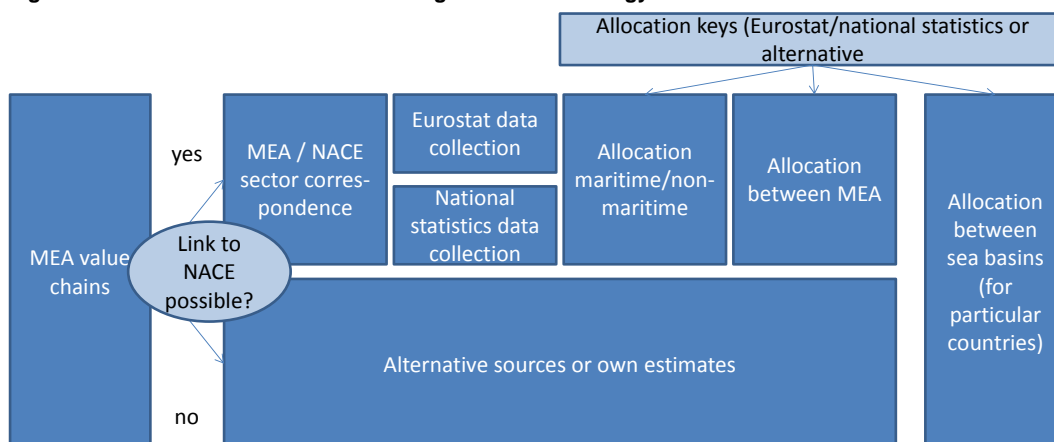 Allocation keys (Eurostat/national statistics or
alternative
MEA value
chains
yes
Link to
NACE
possible?
no
MEA / NACE
sector corres-
pondence
Eurostat data
collection
National
statistics data
collection
Allocation
maritime/non-
maritime
Allocation
between MEA
Allocation
between
sea basins
(for
particular
countries)
Alternative sources or own estimates